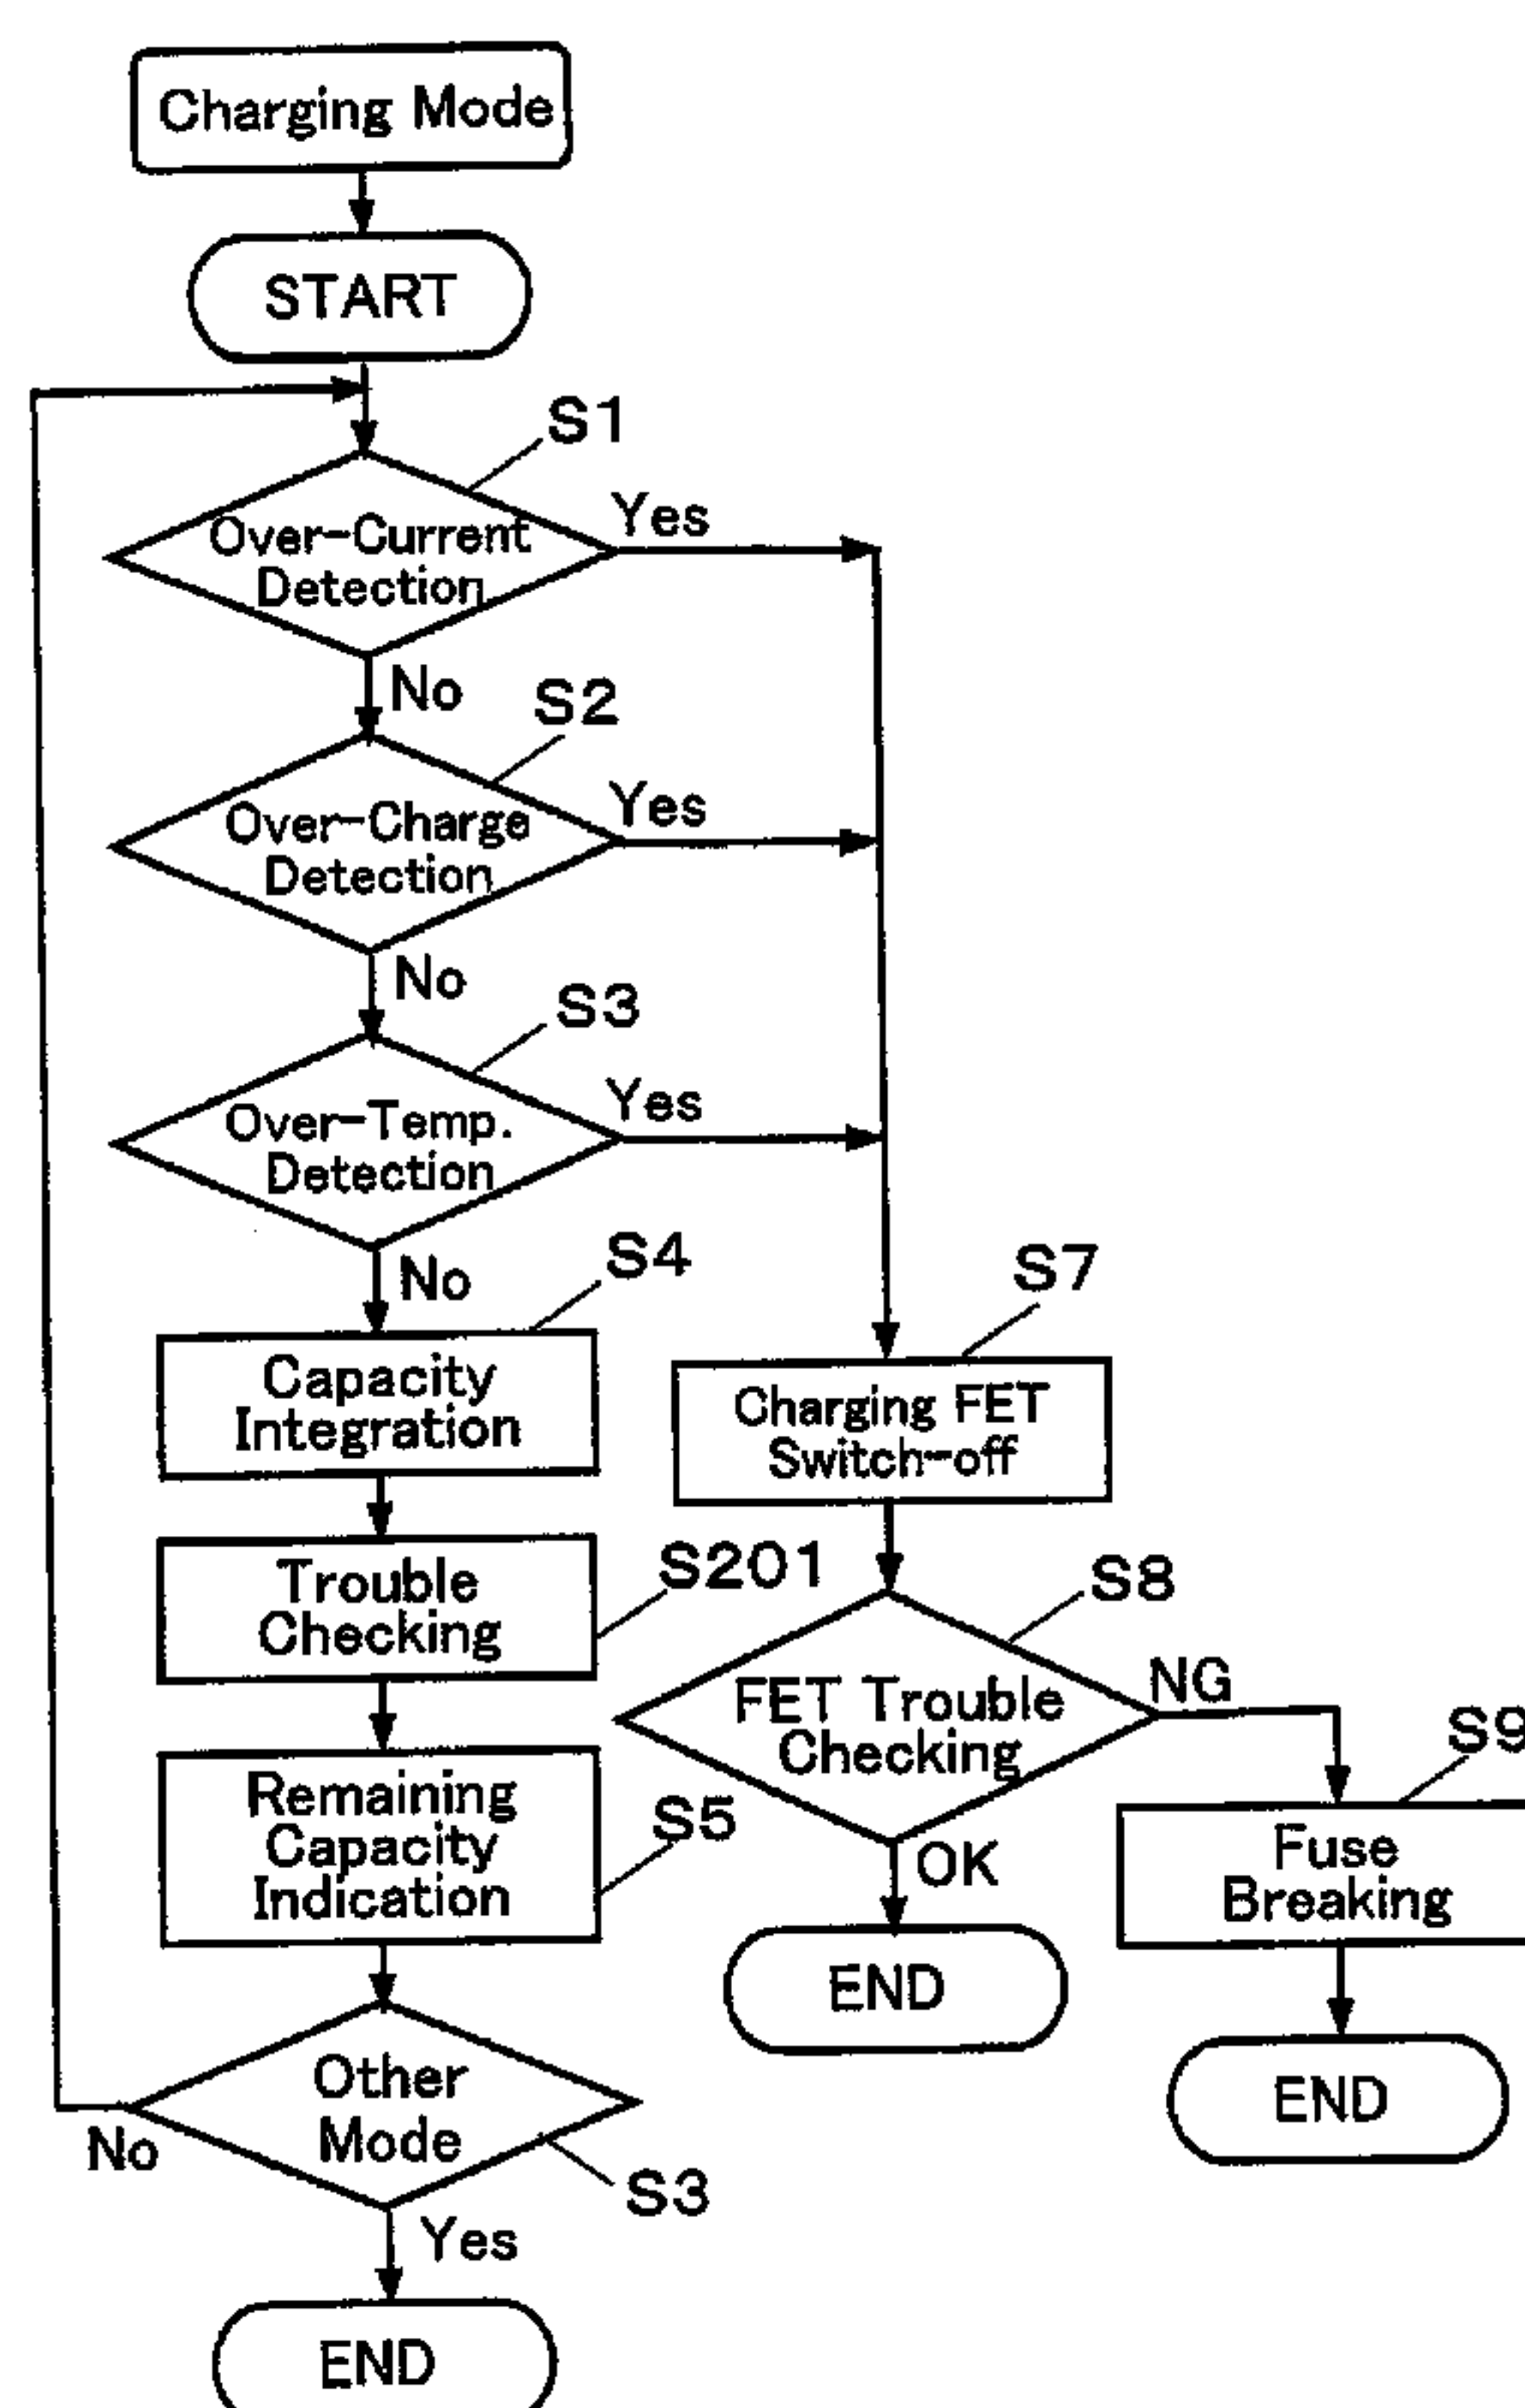 Charging Mode
START
S1
Over-Current
Detection
Yes
No
S2
Over-Charge
Detection
Yes
No
S3
Over-Temp.
Detection
Yes
No
S4
Capacity
Integration
S7
Charging FET
Switch-off
S201
Trouble
Checking
S8
FET Trouble
Checking
NG
OK
S9
Fuse
Breaking
S5
Remaining
Capacity
Indication
END
END
Other
Mode
No
S3
Yes
END